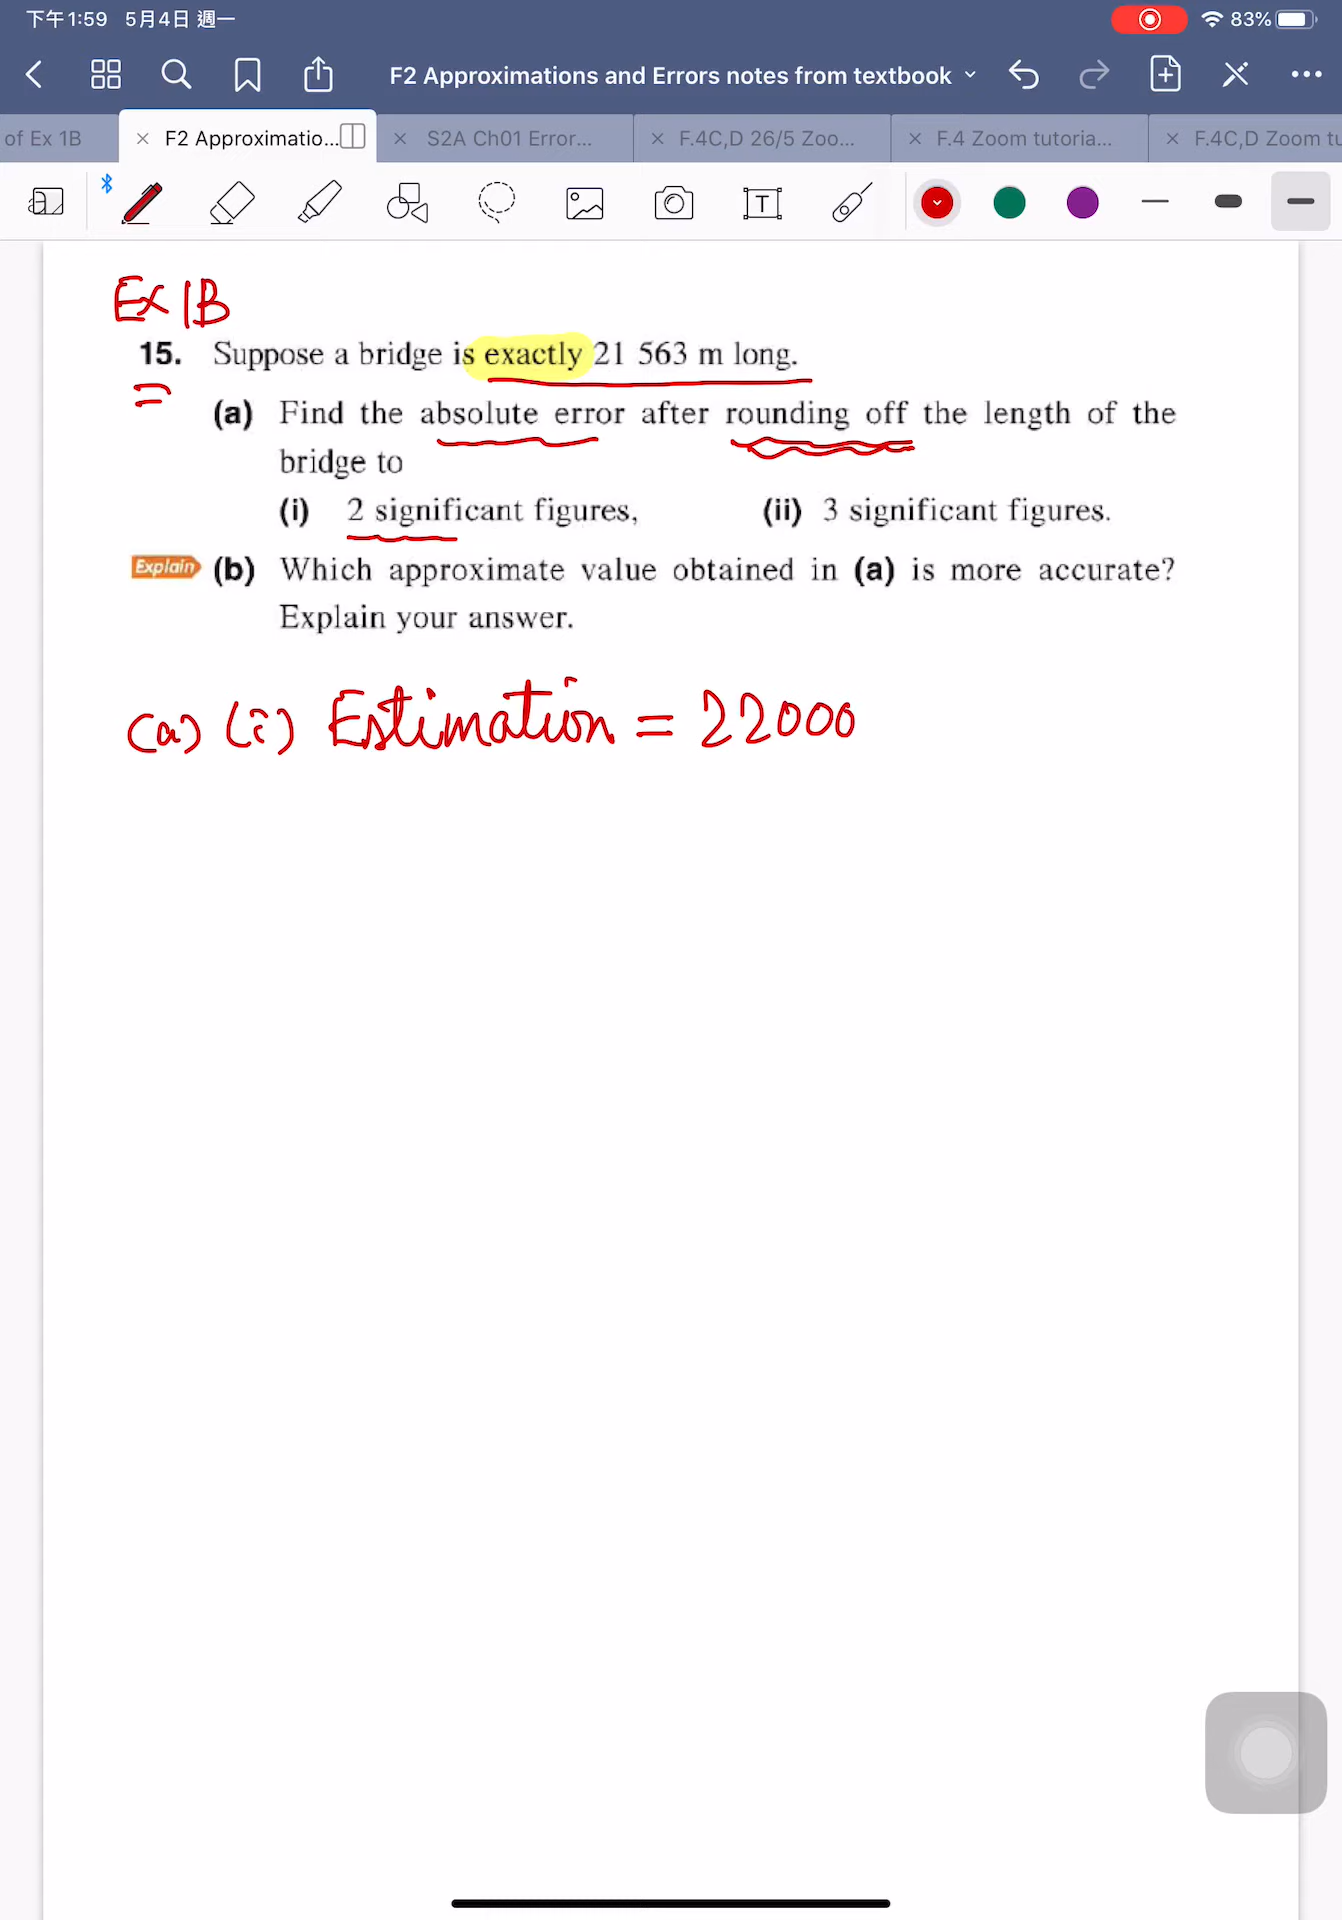 下午1:59 5月4日 週一 83%
F2 Approximations and Errors notes from textbook
of Ex 1B × F2 Approximatio... × S2A Ch01 Error... × F.4C,D 26/5 Zoo... × F.4 Zoom tutoria... × F.4C,D Zoom tu
a T
Ex 1B
15. Suppose a bridge is exactly 21 563 m long.
(a) Find the absolute error after rounding off the length of the
bridge to
(i) 2 significant figures, (ii) 3 significant figures.
Explain (b) Which approximate value obtained in (a) is more accurate?
Explain your answer.
(a) (i) Estimation = 22000